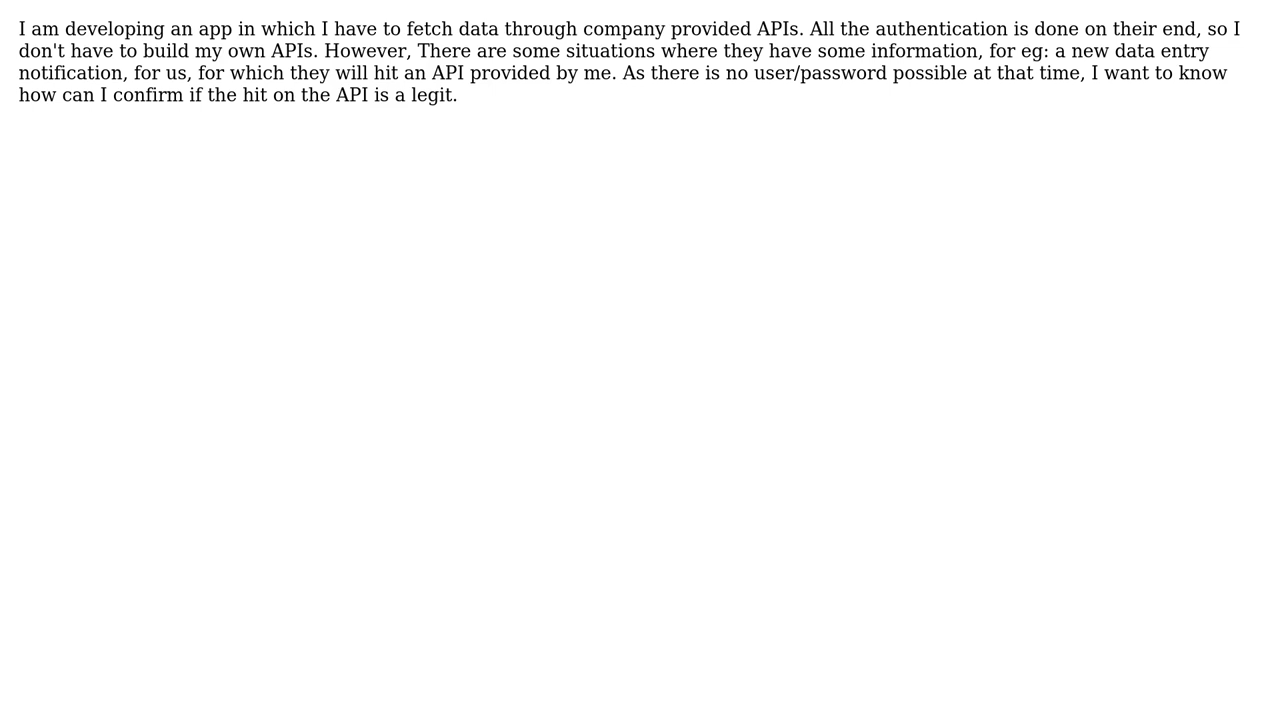 I am developing an app in which I have to fetch data through company provided APIs. All the authentication is done on their end, so I
don't have to build my own APIs. However, There are some situations where they have some information, for eg: a new data entry
notification, for us, for which they will hit an API provided by me. As there is no user/password possible at that time, I want to know
how can I confirm if the hit on the API is a legit.